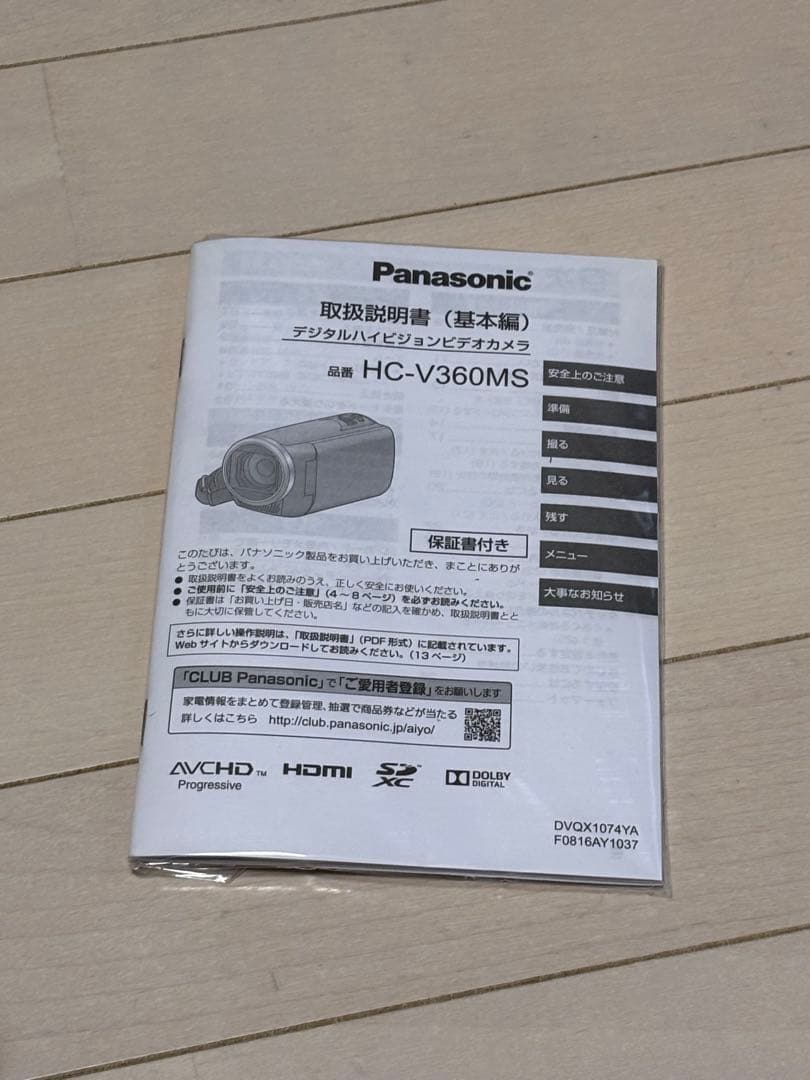 Panasonic®
取扱説明書（基本編）
デジタルハイビジョンビデオカメラ
品番 HC-V360MS
安全上のご注意
準備
撮る
見る
残す
メニュー
大事なお知らせ
保証書付き
このたびは、パナソニック製品をお買い上げいただき、まことにありが
とうございます。
● 取扱説明書をよくお読みのうえ、正しく安全にお使いください。
● ご使用前に「安全上のご注意」（4～8ページ）を必ずお読みください。
● 保証書は「お買い上げ日・販売店名」などの記入を確かめ、取扱説明書とと
もに大切に保管してください。
さらに詳しい操作説明は、「取扱説明書」（PDF 形式）に記載されています。
Web サイトからダウンロードしてお読みください。（13 ページ）
「CLUB Panasonic」で「ご愛用者登録」をお願いします
家電情報をまとめて登録管理、抽選で商品券などが当たる
詳しくはこちら http://club.panasonic.jp/aiyo/
AVCHD™
Progressive
HDMI
SD XC™
DOLBY
DIGITAL
DVQX1074YA
F0816AY1037